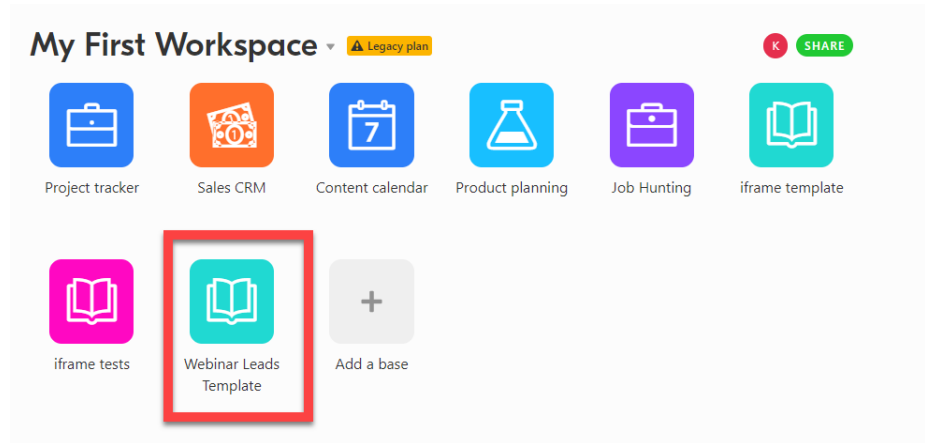 My First Workspace
Legacy plan
K
SHARE
7
1
Project tracker
Sales CRM
Content calendar
Product planning
Job Hunting
iframe template
iframe tests
Webinar Leads
Template
Add a base